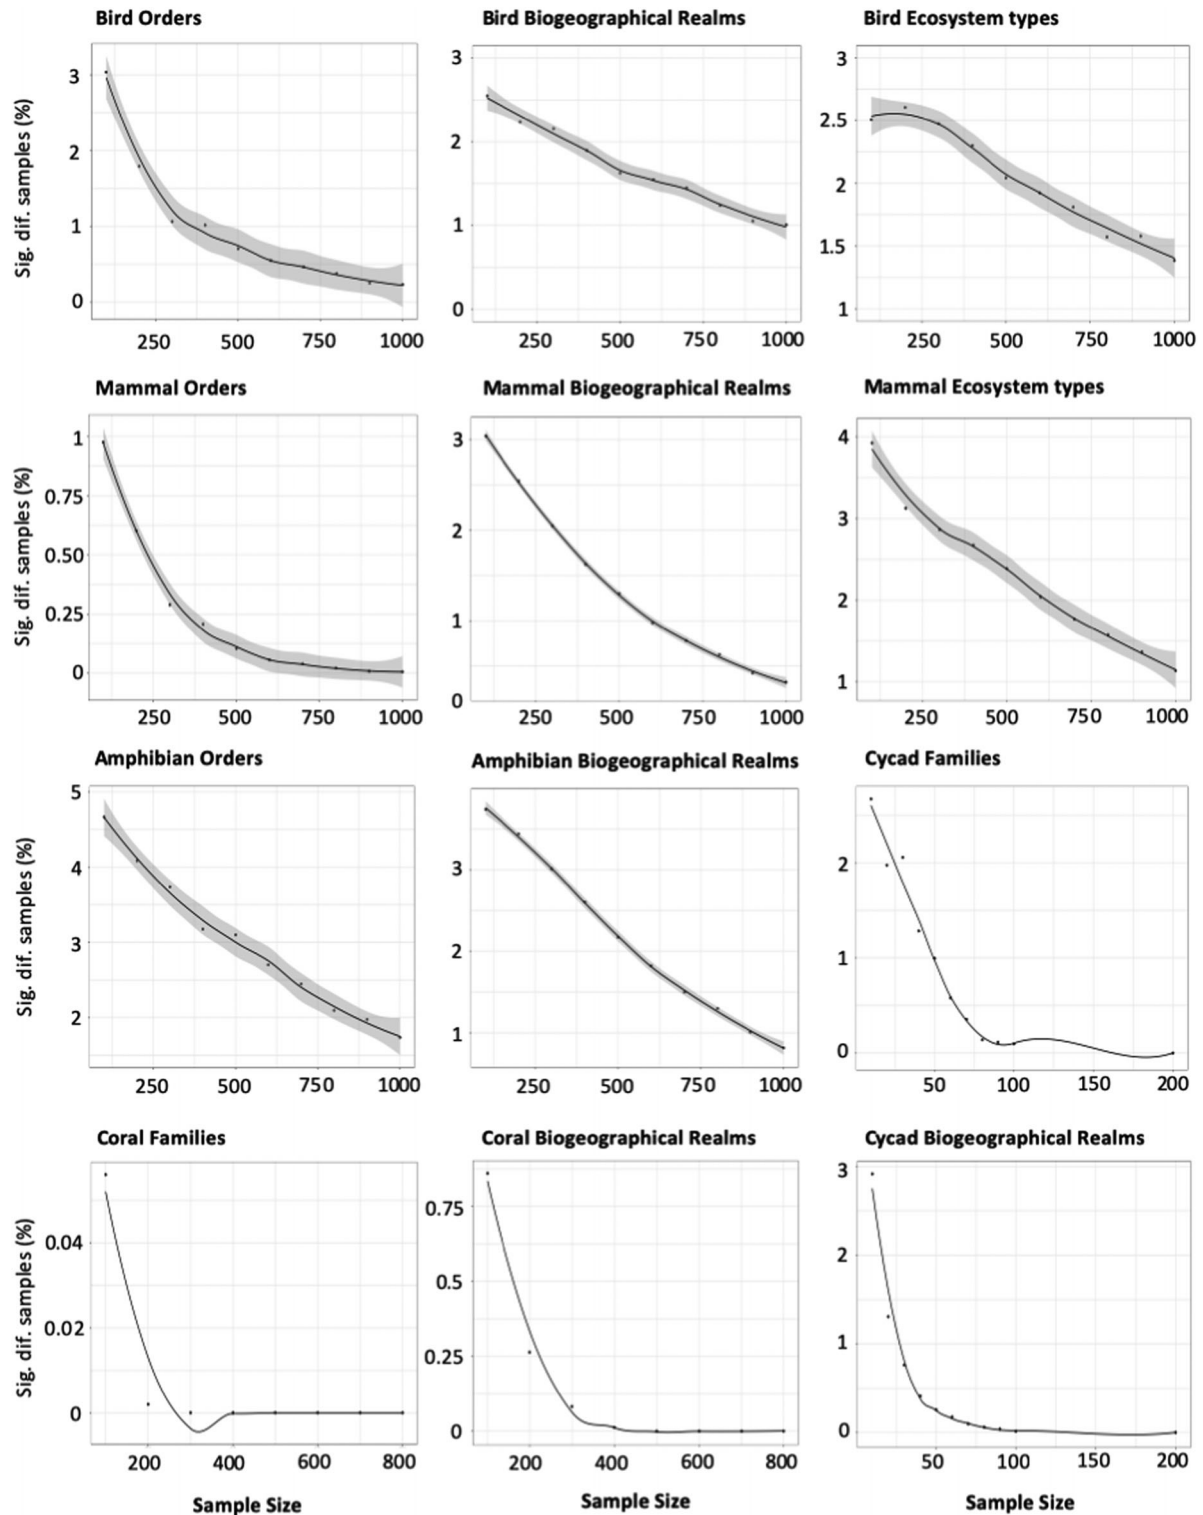 Bird Orders
Bird Biogeographical Realms
Bird Ecosystem types
Sig. dif. samples (%)
3
2
1
0
250 500 750 1000
3
2
1
0
250 500 750 1000
3
2.5
2
1.5
1
250 500 750 1000
Mammal Orders
Mammal Biogeographical Realms
Mammal Ecosystem types
Sig. dif. samples (%)
1
0.75
0.50
0.25
0
250 500 750 1000
3
2
1
0
250 500 750 1000
4
3
2
1
250 500 750 1000
Amphibian Orders
Amphibian Biogeographical Realms
Cycad Families
Sig. dif. samples (%)
5
4
3
2
250 500 750 1000
3
2
1
250 500 750 1000
2
1
0
50 100 150 200
Coral Families
Coral Biogeographical Realms
Cycad Biogeographical Realms
Sig. dif. samples (%)
0.04
0.02
0
200 400 600 800
Sample Size
0.75
0.5
0.25
0
200 400 600 800
Sample Size
3
2
1
0
50 100 150 200
Sample Size